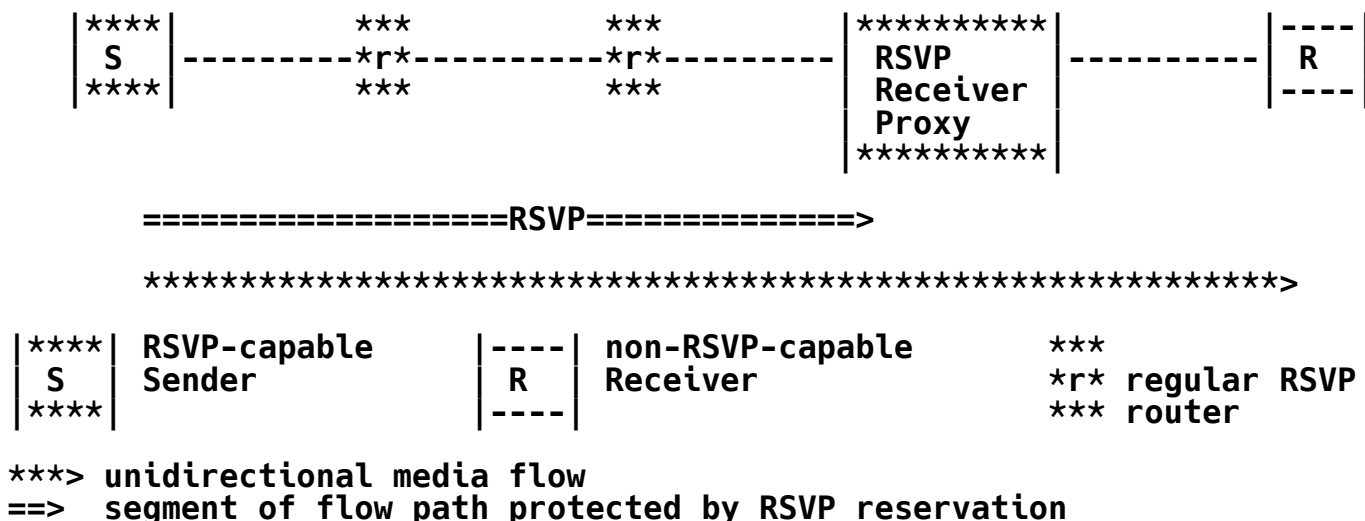 |****|         ***          ***         |**********|          |----|
| S  |---------*r*----------*r*---------| RSVP     |----------| R  |
|****|         ***          ***         | Receiver |          |----|
                                        | Proxy    |
                                        |**********|
===================RSVP==============>
***********************************************************>
|****| RSVP-capable     |----| non-RSVP-capable       ***
| S  | Sender           | R  | Receiver               *r* regular RSVP
|****|                  |----|                        *** router
***> unidirectional media flow
==>  segment of flow path protected by RSVP reservation